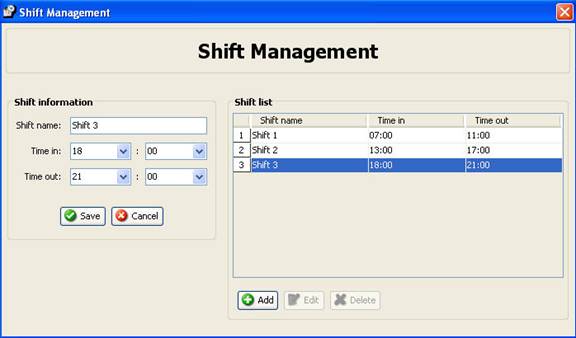 Shift Management
Shift Management
Shift information
Shift name: Shift 3
Time in: 18 : 00
Time out: 21 : 00
Save Cancel
Shift list
Shift name Time in Time out
1 Shift 1 07:00 11:00
2 Shift 2 13:00 17:00
3 Shift 3 18:00 21:00
Add Edit Delete